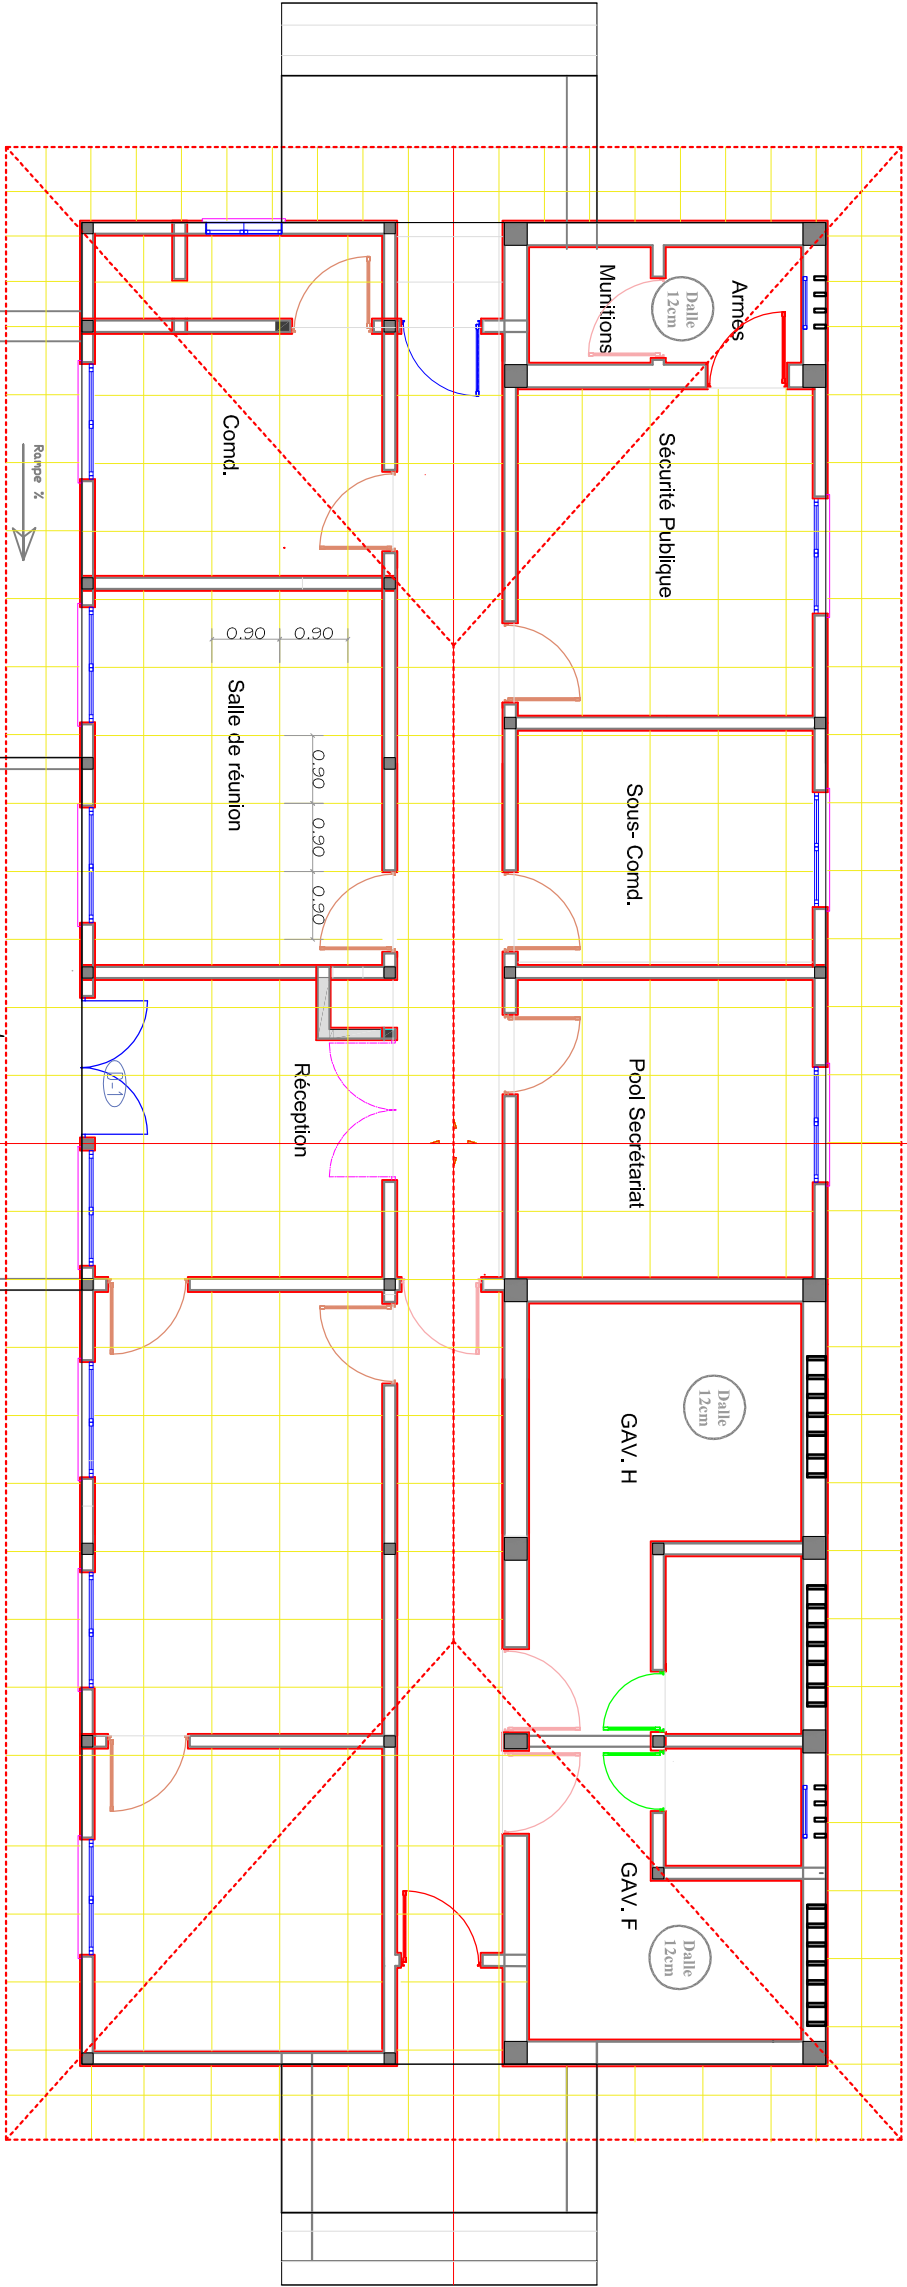 Armes
Munitions
Dalle
12cm
Sécurité Publique
Sous- Comd.
Pool Secrétariat
GAV. H
Dalle
12cm
GAV. F
Dalle
12cm
Comd.
Salle de réunion
0.90
0.90
0.90
0.90
0.90
Réception
Rampe %